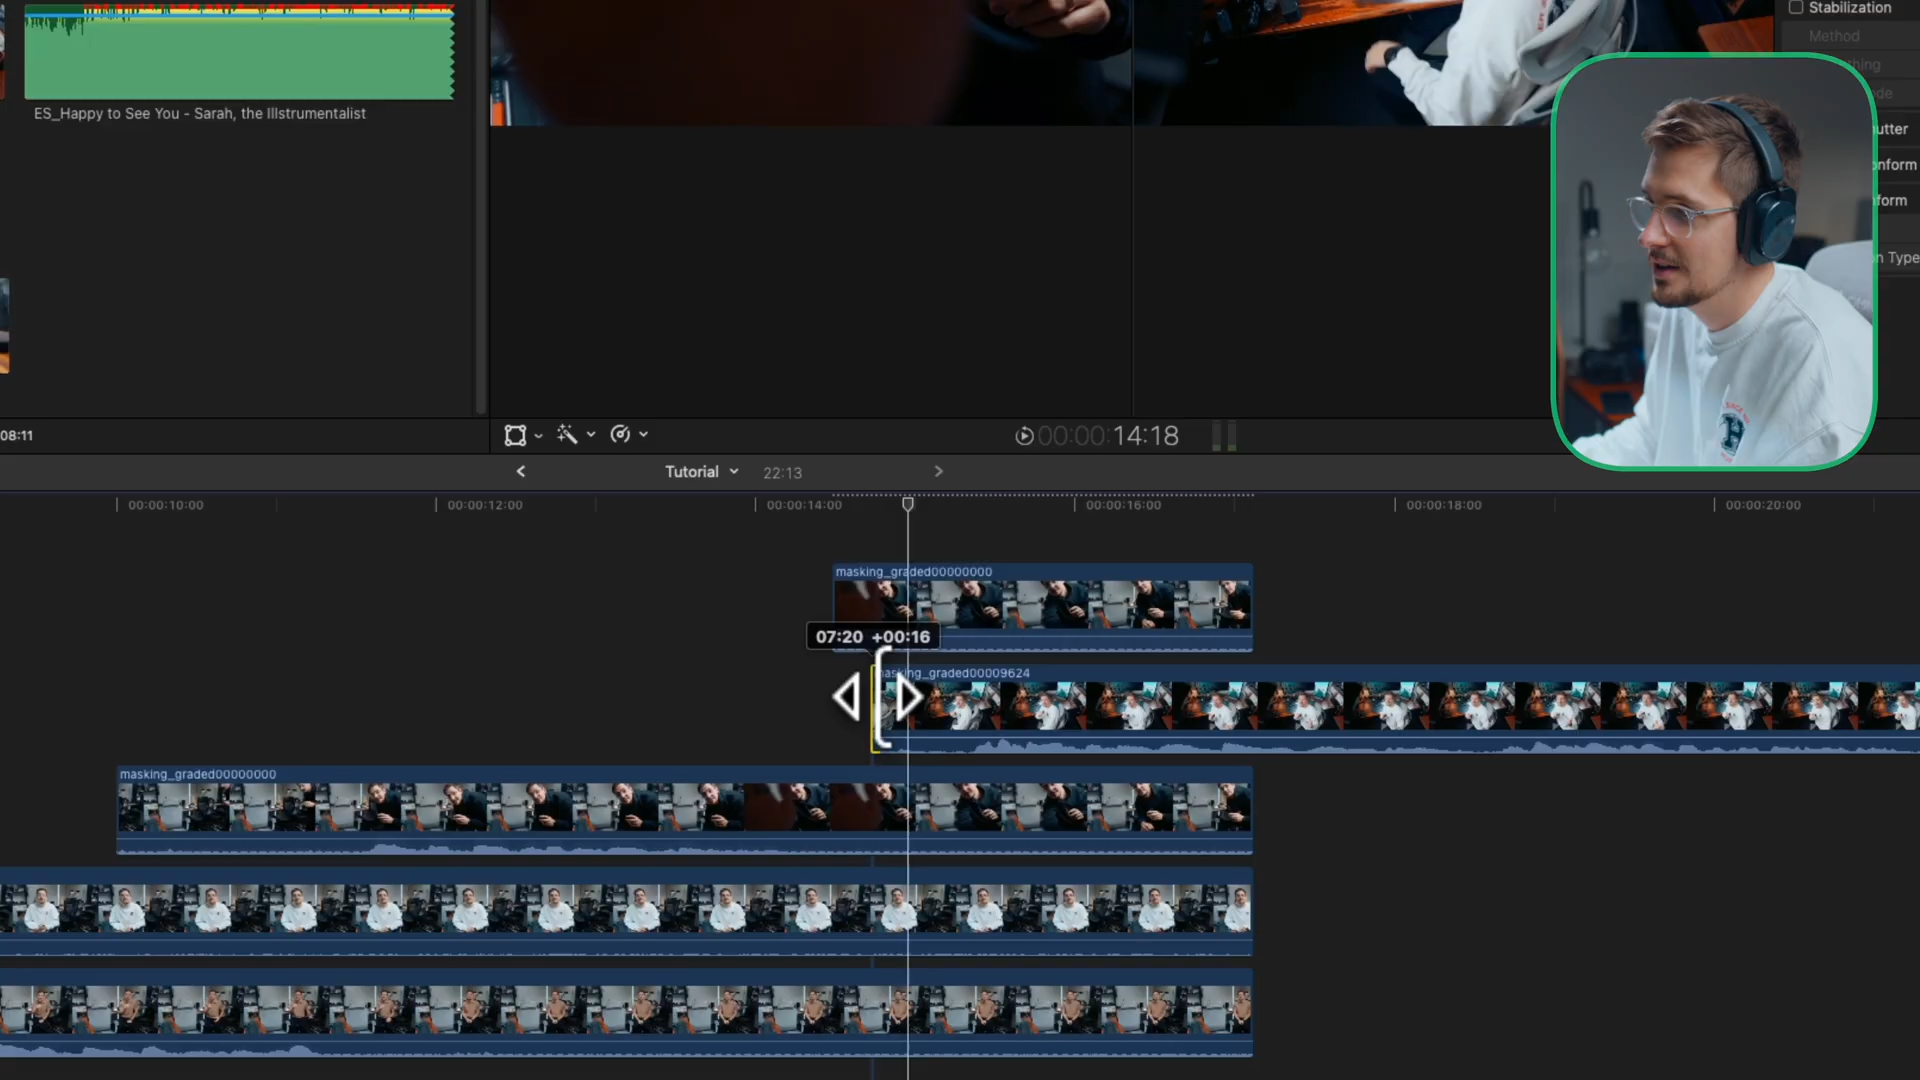 Stabilization
Method
utter
nform
form
n Type
ES_Happy to See You - Sarah, the Illstrumentalist
08:11
00:00:14:18
Tutorial
22:13
00:00:10:00
00:00:12:00
00:00:14:00
00:00:16:00
00:00:18:00
00:00:20:00
masking_graded00000000
07:20 +00:16
masking_graded00009624
masking_graded00000000